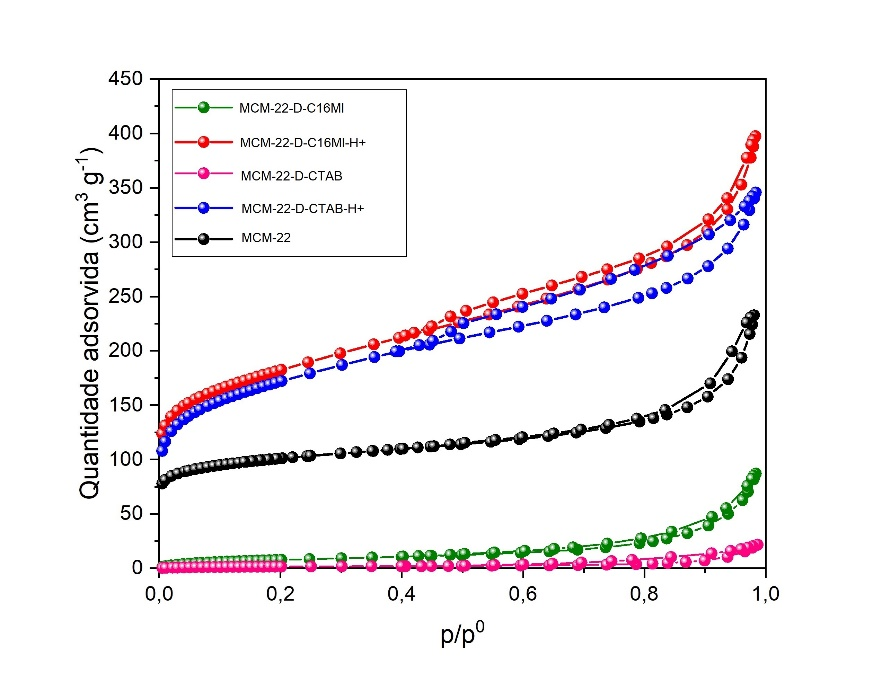 450
400
350
300
250
200
150
100
50
0
Quantidade adsorvida (cm³ g⁻¹)
MCM-22-D-C16MI
MCM-22-D-C16MI-H+
MCM-22-D-CTAB
MCM-22-D-CTAB-H+
MCM-22
0,0 0,2 0,4 0,6 0,8 1,0
p/p⁰